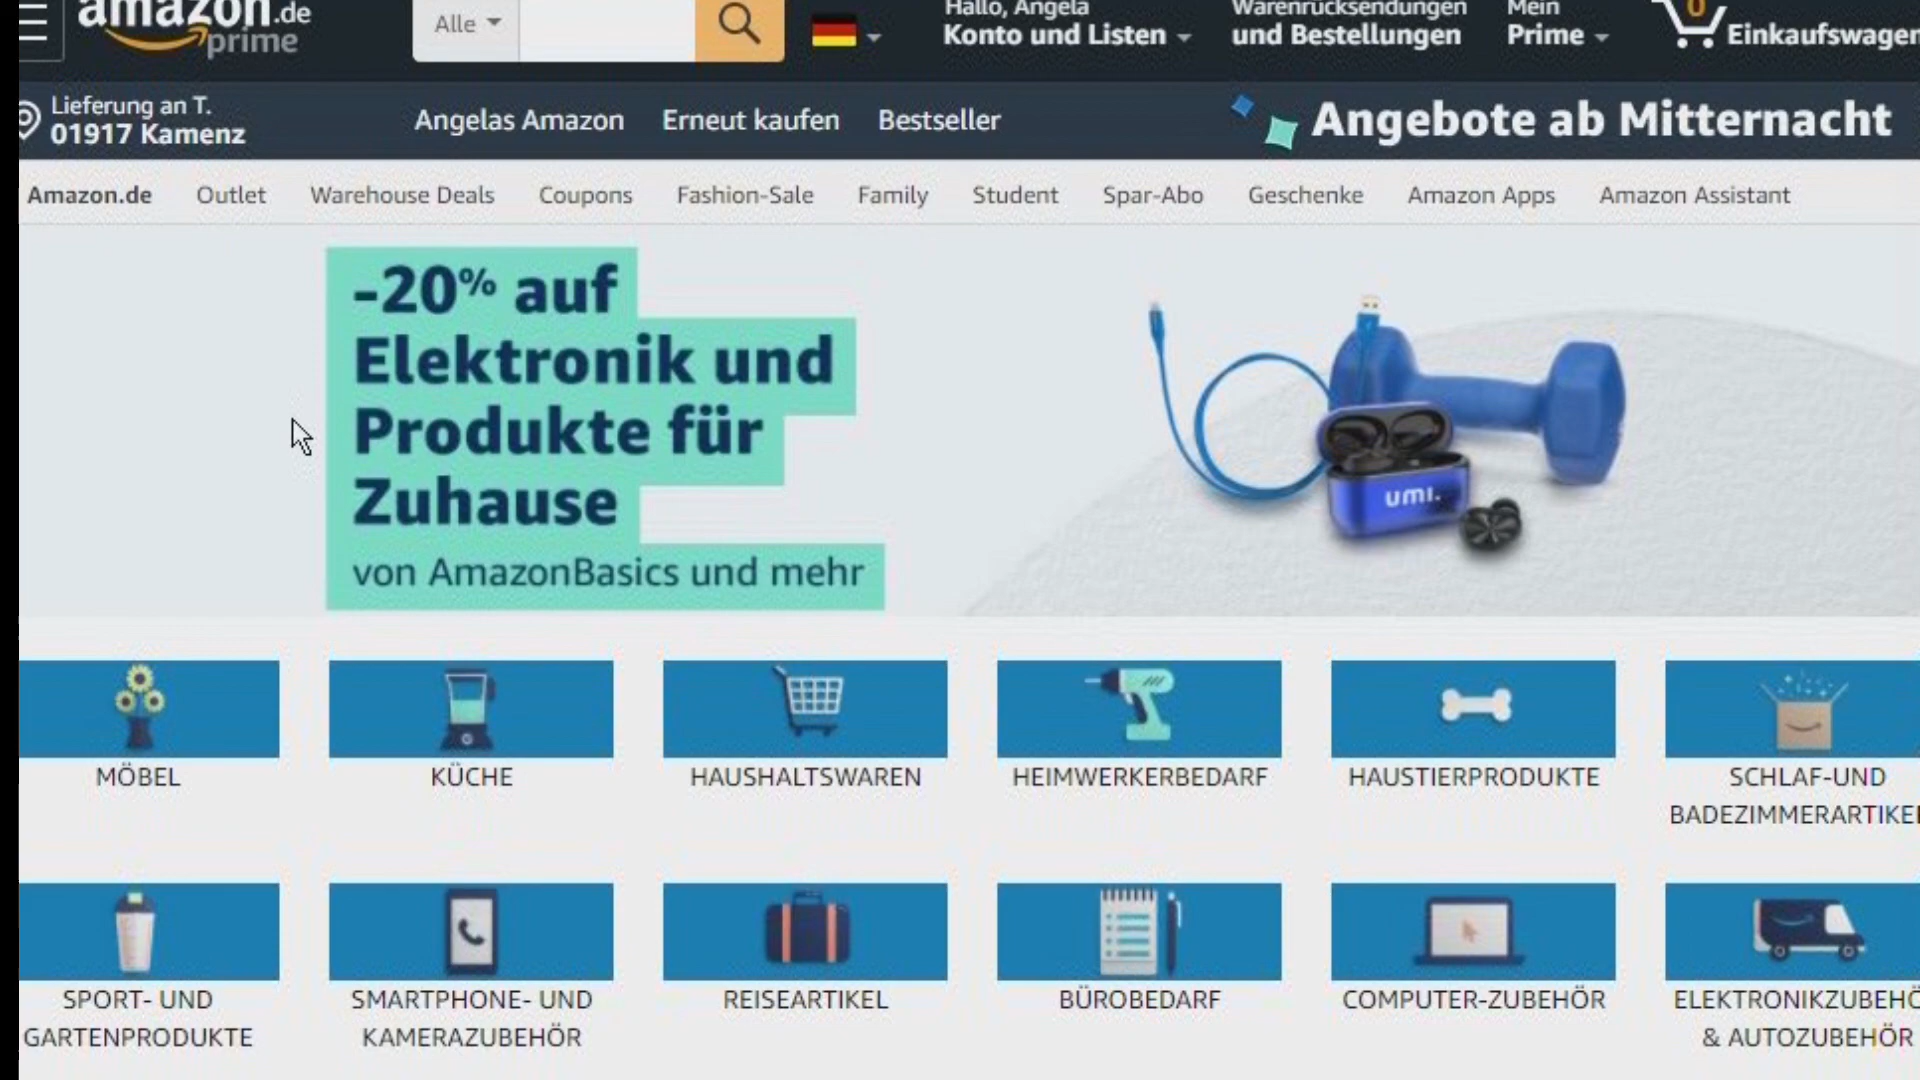 amazon.de
prime
Alle
Hallo, Angela
Konto und Listen
Warenrücksendungen
und Bestellungen
Mein
Prime
0
Einkaufswagen
Lieferung an T.
01917 Kamenz
Angelas Amazon
Erneut kaufen
Bestseller
Angebote ab Mitternacht
Amazon.de
Outlet
Warehouse Deals
Coupons
Fashion-Sale
Family
Student
Spar-Abo
Geschenke
Amazon Apps
Amazon Assistant
-20% auf
Elektronik und
Produkte für
Zuhause
von AmazonBasics und mehr
umi.
MÖBEL
KÜCHE
HAUSHALTSWAREN
HEIMWERKERBEDARF
HAUSTIERPRODUKTE
SCHLAF-UND
BADEZIMMERARTIKEL
SPORT- UND
GARTENPRODUKTE
SMARTPHONE- UND
KAMERAZUBEHÖR
REISEARTIKEL
BÜROBEDARF
COMPUTER-ZUBEHÖR
ELEKTRONIKZUBEHÖ
& AUTOZUBEHÖR